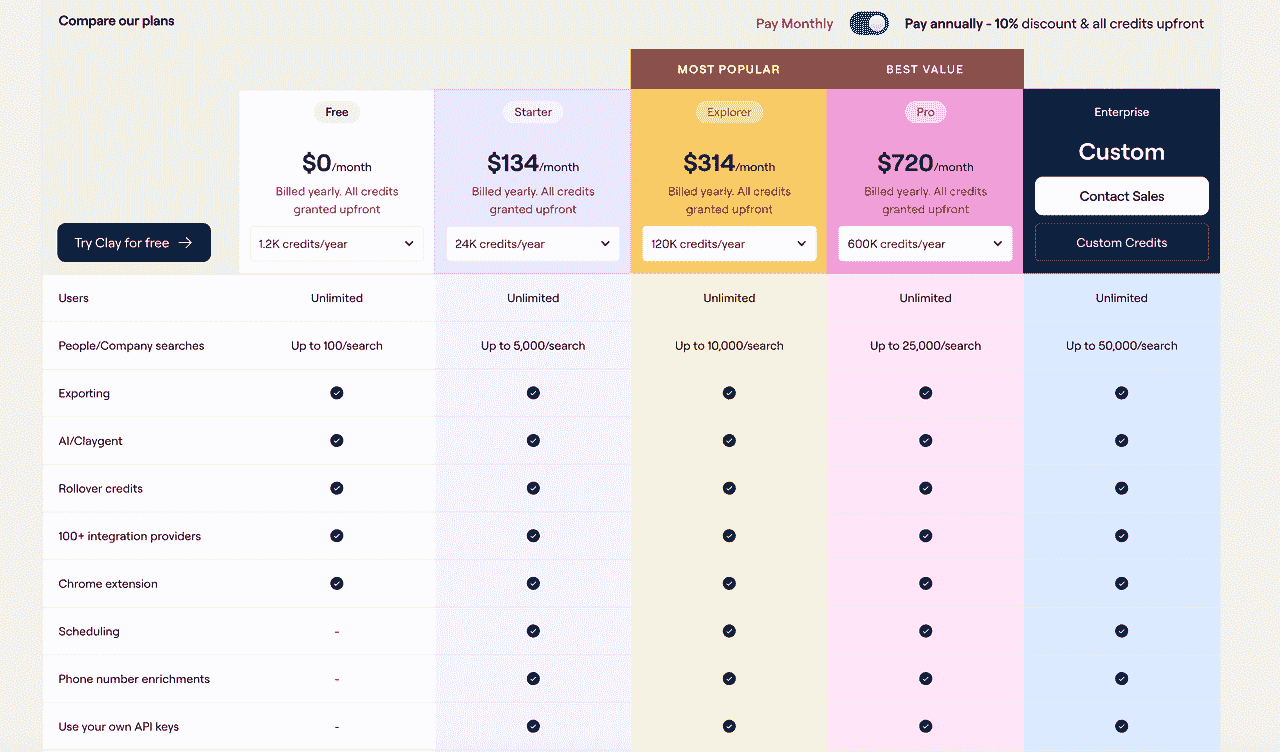 Compare our plans
Pay Monthly
Pay annually - 10% discount & all credits upfront
MOST POPULAR
BEST VALUE
Free
$0/month
Billed yearly. All credits
granted upfront
1.2K credits/year
Starter
$134/month
Billed yearly. All credits
granted upfront
24K credits/year
Explorer
$314/month
Billed yearly. All credits
granted upfront
120K credits/year
Pro
$720/month
Billed yearly. All credits
granted upfront
600K credits/year
Enterprise
Custom
Contact Sales
Custom Credits
Try Clay for free →
Users Unlimited Unlimited Unlimited Unlimited Unlimited
People/Company searches Up to 100/search Up to 5,000/search Up to 10,000/search Up to 25,000/search Up to 50,000/search
Exporting
AI/Claygent
Rollover credits
100+ integration providers
Chrome extension
Scheduling -
Phone number enrichments -
Use your own API keys -